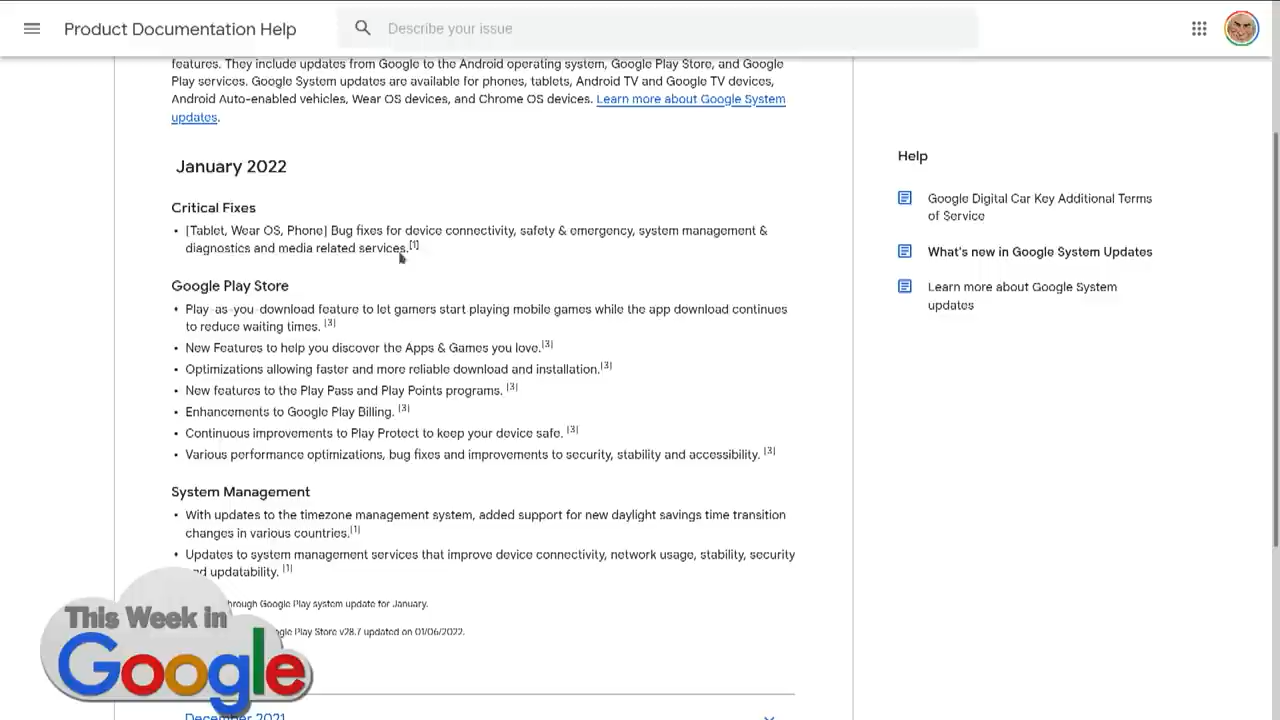 Product Documentation Help
Describe your issue
features. They include updates from Google to the Android operating system, Google Play Store, and Google
Play services. Google System updates are available for phones, tablets, Android TV and Google TV devices,
Android Auto-enabled vehicles, Wear OS devices, and Chrome OS devices. Learn more about Google System
updates.
January 2022
Critical Fixes
• [Tablet, Wear OS, Phone] Bug fixes for device connectivity, safety & emergency, system management &
diagnostics and media related services.[1]
Google Play Store
• Play-as-you-download feature to let gamers start playing mobile games while the app download continues
to reduce waiting times. [3]
• New Features to help you discover the Apps & Games you love.[3]
• Optimizations allowing faster and more reliable download and installation.[3]
• New features to the Play Pass and Play Points programs. [3]
• Enhancements to Google Play Billing. [3]
• Continuous improvements to Play Protect to keep your device safe. [3]
• Various performance optimizations, bug fixes and improvements to security, stability and accessibility. [3]
System Management
• With updates to the timezone management system, added support for new daylight savings time transition
changes in various countries.[1]
• Updates to system management services that improve device connectivity, network usage, stability, security
updatability. [1]
through Google Play system update for January.
Play Store v28.7 updated on 01/06/2022.
December 2021
Help
Google Digital Car Key Additional Terms
of Service
What's new in Google System Updates
Learn more about Google System
updates
This Week in
Google